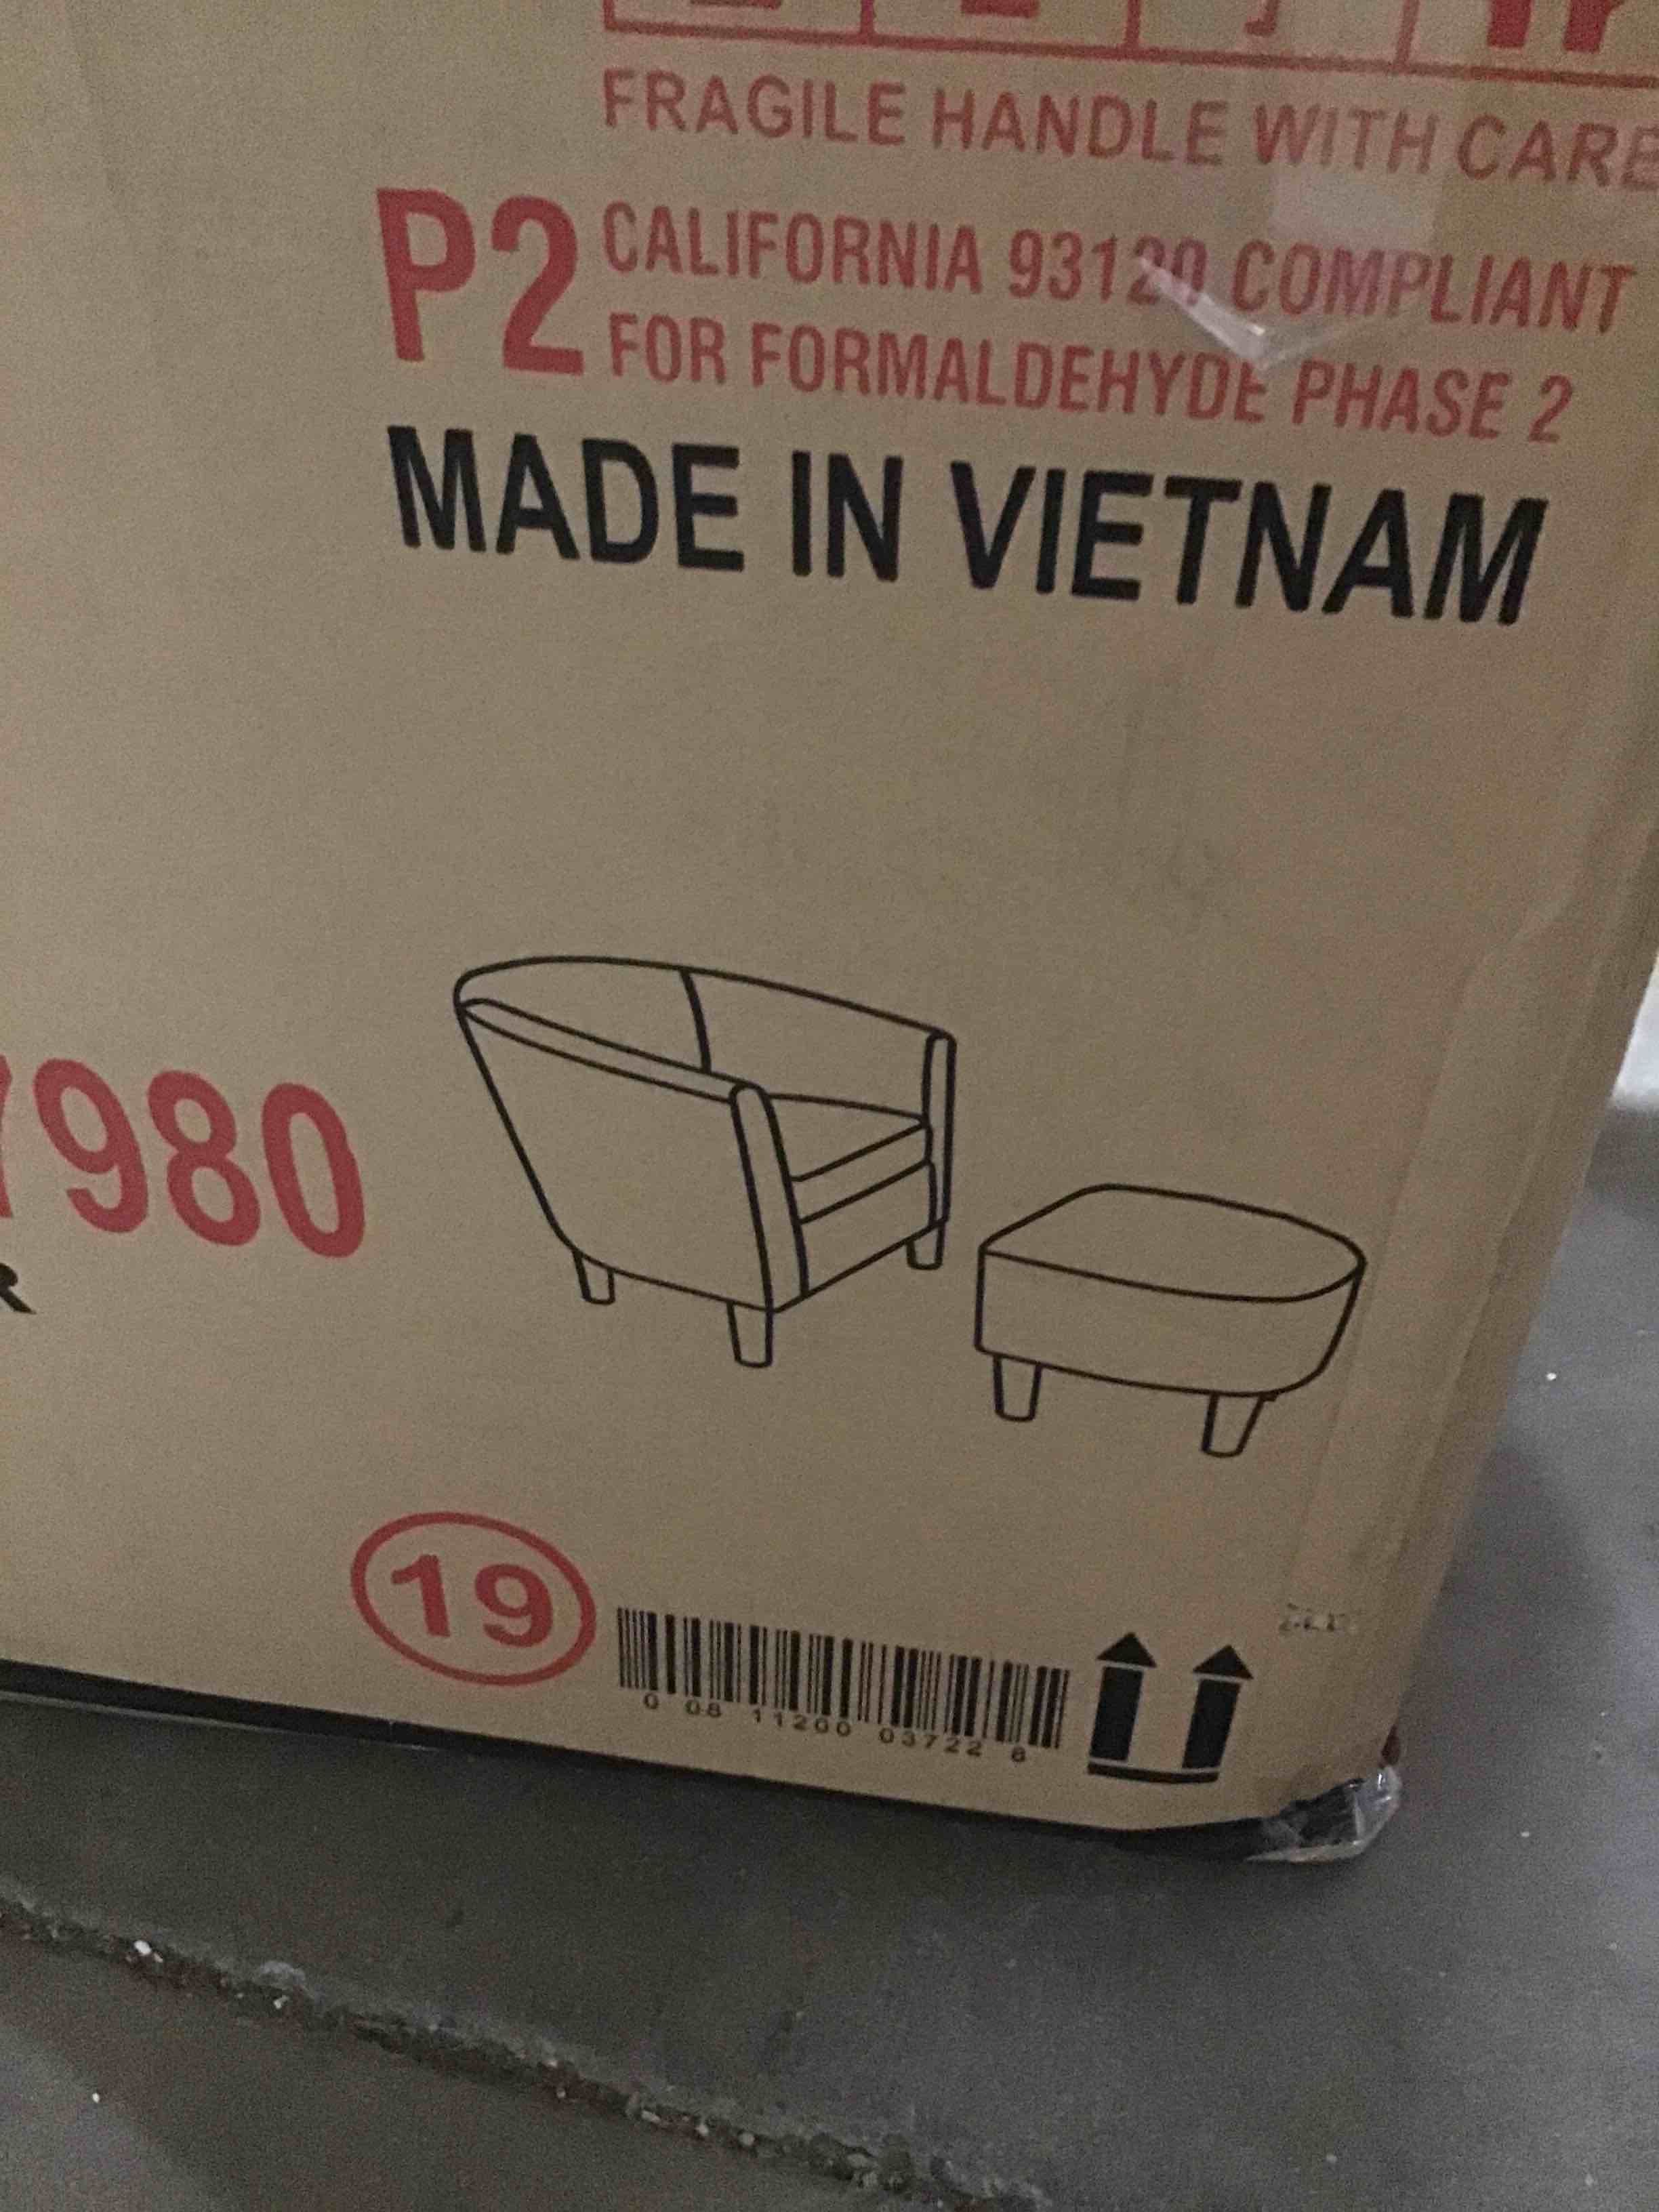 FRAGILE HANDLE WITH CARE
P2 CALIFORNIA 93120 COMPLIANT
FOR FORMALDEHYDE PHASE 2
MADE IN VIETNAM
980
R
19
0 08 11200 03722 8